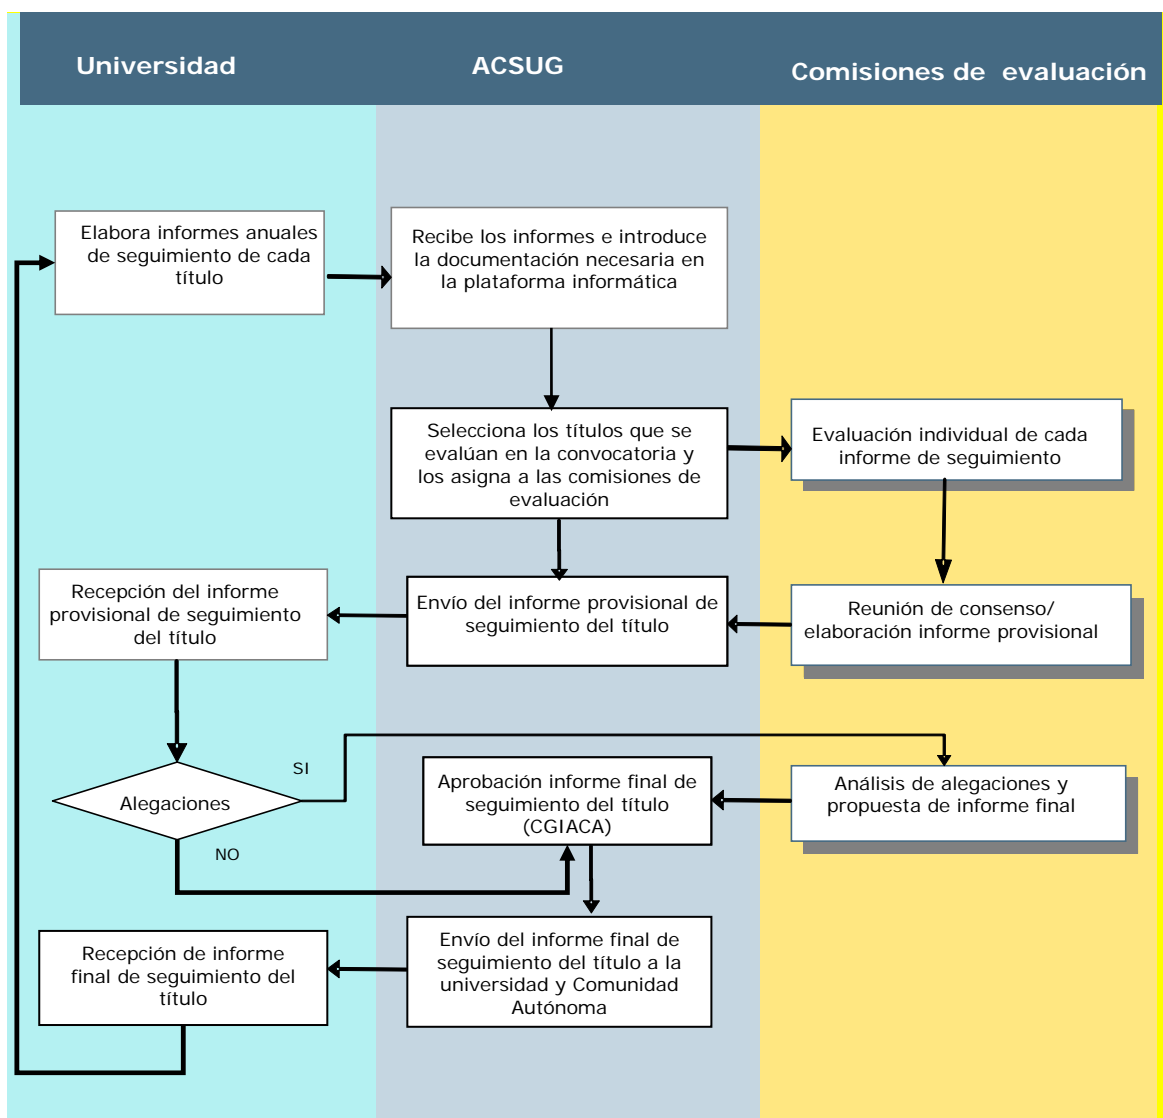 Universidad
ACSUG
Comisiones de evaluación
Elabora informes anuales
de seguimiento de cada
título
Recibe los informes e introduce
la documentación necesaria en
la plataforma informática
Selecciona los títulos que se
evalúan en la convocatoria y
los asigna a las comisiones de
evaluación
Evaluación individual de cada
informe de seguimiento
Recepción del informe
provisional de seguimiento
del título
Envío del informe provisional de
seguimiento del título
Reunión de consenso/
elaboración informe provisional
SI
Alegaciones
NO
Aprobación informe final de
seguimiento del título
(CGIACA)
Análisis de alegaciones y
propuesta de informe final
Recepción de informe
final de seguimiento del
título
Envío del informe final de
seguimiento del título a la
universidad y Comunidad
Autónoma